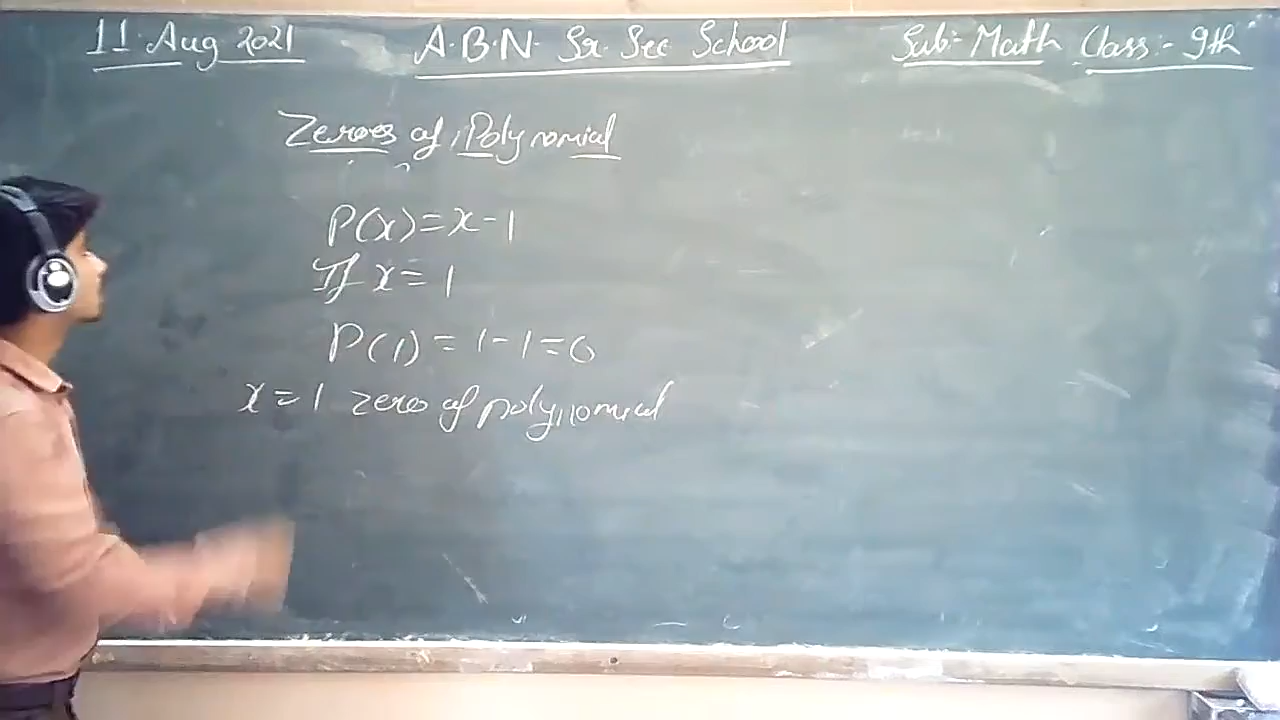 11 Aug 2021 A.B.N. Sr. Sec School Sub:- Math Class:- 9th
Zeroes of Polynomial
P(x)=x-1
If x=1
P(1)=1-1=0
x=1 zero of polynomial